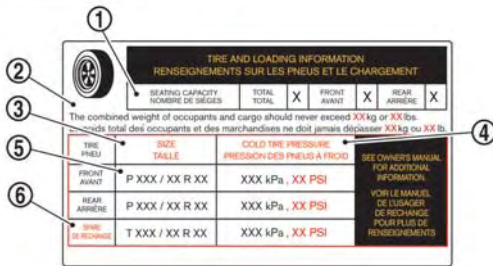 ①
TIRE AND LOADING INFORMATION
RENSEIGNEMENTS SUR LES PNEUS ET LE CHARGEMENT
②
SEATING CAPACITY TOTAL X FRONT X REAR X
NOMBRE DE SIÈGES TOTAL AVANT ARRIÈRE
The combined weight of occupants and cargo should never exceed XX kg or XX lbs.
③
poids total des occupants et des marchandises ne doit jamais dépasser XX kg ou XX lb.
④
TIRE SIZE COLD TIRE PRESSURE
PNEU TAILLE PRESSION DES PNEUS À FROID
SEE OWNER'S MANUAL
FOR ADDITIONAL
INFORMATION.
VOIR LE MANUEL
DE L'USAGER
DE RECHANGE
POUR PLUS DE
RENSEIGNEMENTS
⑤
FRONT
AVANT
P XXX / XX R XX XXX kPa , XX PSI
REAR
ARRIÈRE
P XXX / XX R XX XXX kPa , XX PSI
⑥
SPARE
DE RECHANGE
T XXX / XX R XX XXX kPa , XX PSI